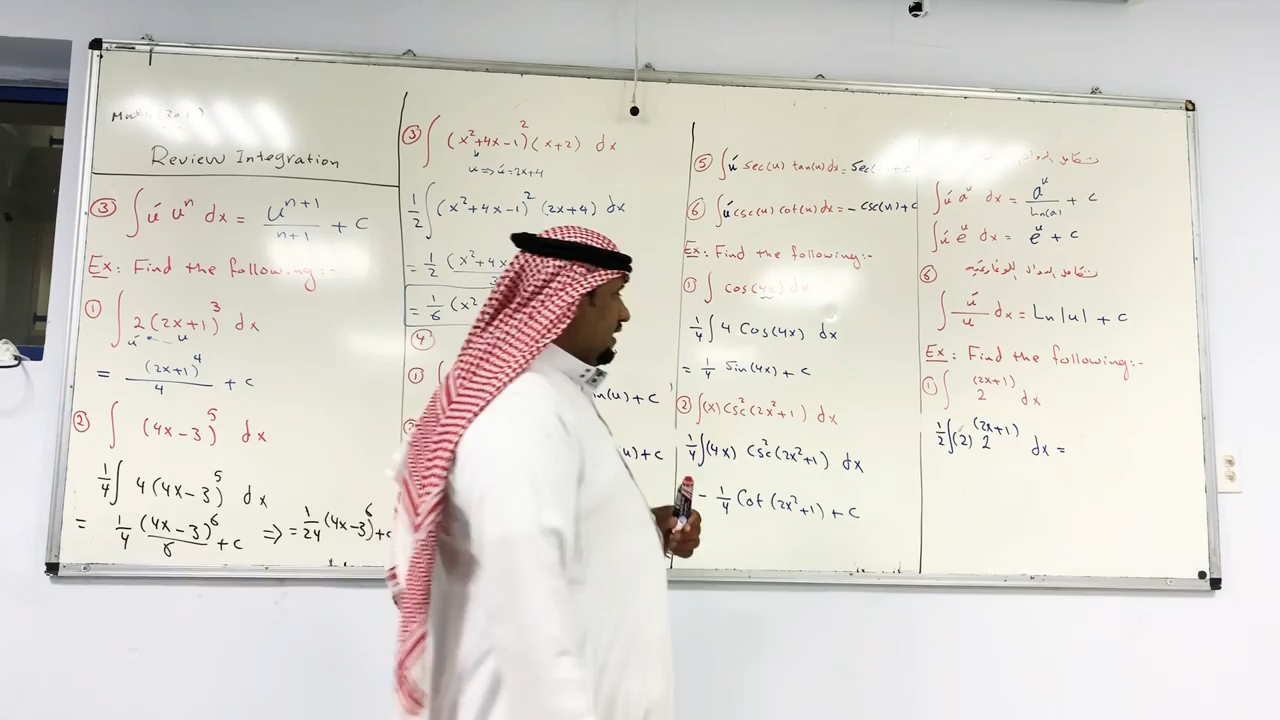 Math (301)
Review Integration
③ ∫ u' uⁿ dx = uⁿ⁺¹/(n+1) + c
Ex: Find the following:-
① ∫ 2(2x+1)³ dx
u' u
= (2x+1)⁴/4 + c
② ∫ (4x-3)⁵ dx
1/4 ∫ 4(4x-3)⁵ dx
= 1/4 (4x-3)⁶/6 + c ⇒ = 1/24 (4x-3)⁶ + c
③ ∫ (x²+4x-1)² (x+2) dx
u ⇒ u' = 2x+4
1/2 ∫ (x²+4x-1)² (2x+4) dx
= 1/2 (x²+4x
= 1/6 (x²
④
① ∫
n(u) + c
u) + c
⑤ ∫ u' sec(u) tan(u) dx = sec( + c
⑥ ∫ u' csc(u) cot(u) dx = - csc(u) + c
Ex: Find the following:-
① ∫ cos(4x) dx
1/4 ∫ 4 cos(4x) dx
= 1/4 sin(4x) + c
② ∫ (x) csc²(2x²+1) dx
1/4 ∫ (4x) csc²(2x²+1) dx
- 1/4 cot(2x²+1) + c
تكامل الدوال
∫ u' aᵘ dx = aᵘ/Ln(a) + c
∫ u' eᵘ dx = eᵘ + c
⑥ تكامل الدوال اللوغاريتمية
∫ u'/u dx = Ln|u| + c
Ex: Find the following:-
① ∫ 2⁽²ˣ⁺¹⁾ dx
1/2 ∫ (2) 2⁽²ˣ⁺¹⁾ dx =